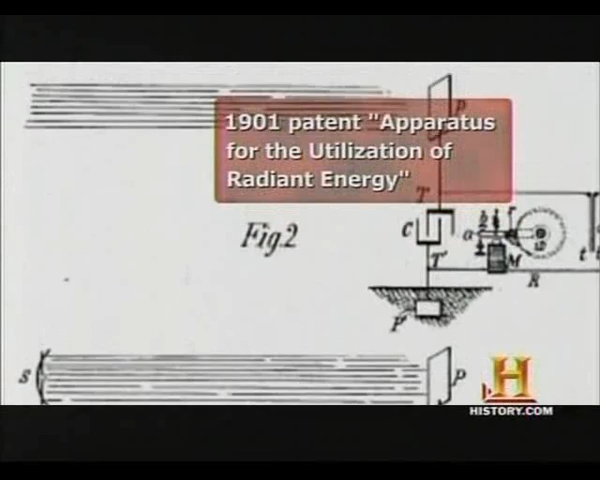 1901 patent "Apparatus
for the Utilization of
Radiant Energy"
P
T
b
r
C
a
Fig.2
T'
M
t
R
P'
S
P
H
HISTORY.COM